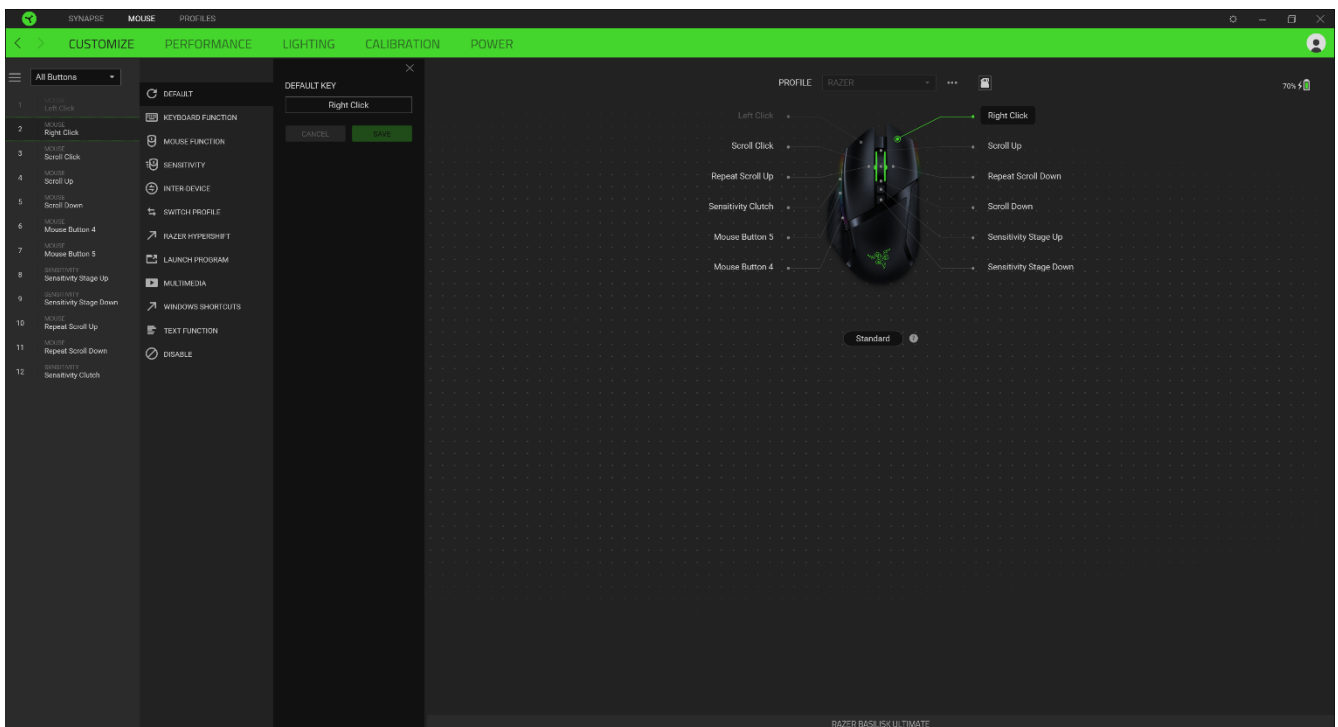 SYNAPSE MOUSE PROFILES
CUSTOMIZE PERFORMANCE LIGHTING CALIBRATION POWER
All Buttons
1 MOUSE
Left Click
2 MOUSE
Right Click
3 MOUSE
Scroll Click
4 MOUSE
Scroll Up
5 MOUSE
Scroll Down
6 MOUSE
Mouse Button 4
7 MOUSE
Mouse Button 5
8 SENSITIVITY
Sensitivity Stage Up
9 SENSITIVITY
Sensitivity Stage Down
10 MOUSE
Repeat Scroll Up
11 MOUSE
Repeat Scroll Down
12 SENSITIVITY
Sensitivity Clutch
DEFAULT
KEYBOARD FUNCTION
MOUSE FUNCTION
SENSITIVITY
INTER-DEVICE
SWITCH PROFILE
RAZER HYPERSHIFT
LAUNCH PROGRAM
MULTIMEDIA
WINDOWS SHORTCUTS
TEXT FUNCTION
DISABLE
DEFAULT KEY
Right Click
CANCEL SAVE
PROFILE RAZER
70%
Left Click
Scroll Click
Repeat Scroll Up
Sensitivity Clutch
Mouse Button 5
Mouse Button 4
Right Click
Scroll Up
Repeat Scroll Down
Scroll Down
Sensitivity Stage Up
Sensitivity Stage Down
Standard
RAZER BASILISK ULTIMATE